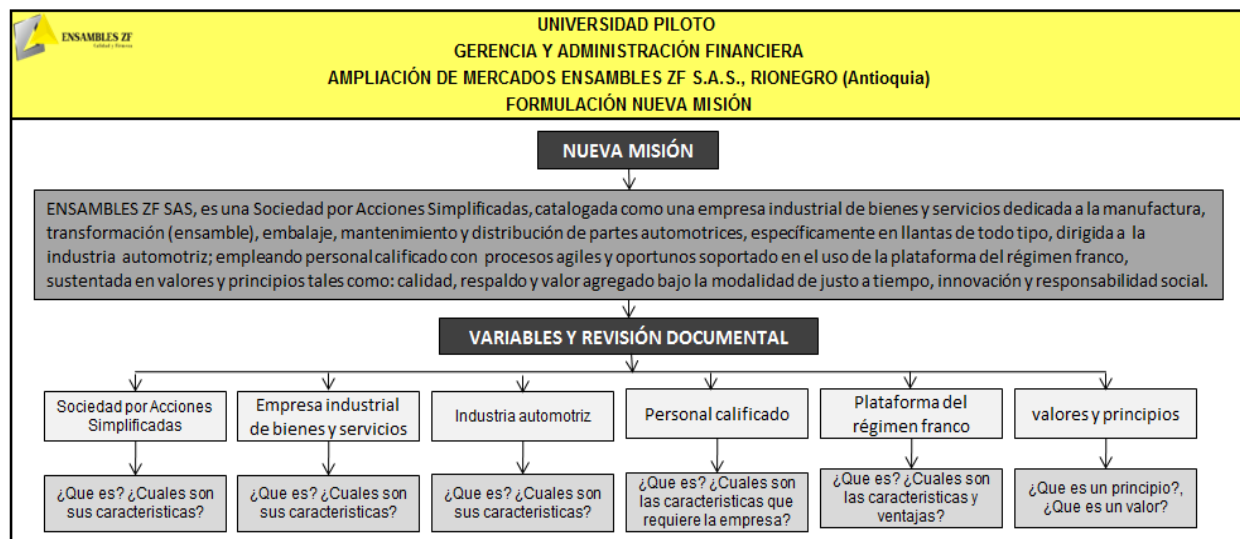 ENSAMBLES ZF
Calidad y Firmeza
UNIVERSIDAD PILOTO
GERENCIA Y ADMINISTRACIÓN FINANCIERA
AMPLIACIÓN DE MERCADOS ENSAMBLES ZF S.A.S., RIONEGRO (Antioquia)
FORMULACIÓN NUEVA MISIÓN
NUEVA MISIÓN
ENSAMBLES ZF SAS, es una Sociedad por Acciones Simplificadas, catalogada como una empresa industrial de bienes y servicios dedicada a la manufactura,
transformación (ensamble), embalaje, mantenimiento y distribución de partes automotrices, específicamente en llantas de todo tipo, dirigida a la
industria automotriz; empleando personal calificado con procesos agiles y oportunos soportado en el uso de la plataforma del régimen franco,
sustentada en valores y principios tales como: calidad, respaldo y valor agregado bajo la modalidad de justo a tiempo, innovación y responsabilidad social.
VARIABLES Y REVISIÓN DOCUMENTAL
Sociedad por Acciones
Simplificadas
Empresa industrial
de bienes y servicios
Industria automotriz
Personal calificado
Plataforma del
régimen franco
valores y principios
¿Que es? ¿Cuales son
sus caracteristicas?
¿Que es? ¿Cuales son
sus caracteristicas?
¿Que es? ¿Cuales son
sus caracteristicas?
¿Que es? ¿Cuales son
las caracteristicas que
requiere la empresa?
¿Que es? ¿Cuales son
las caracteristicas y
ventajas?
¿Que es un principio?,
¿Que es un valor?